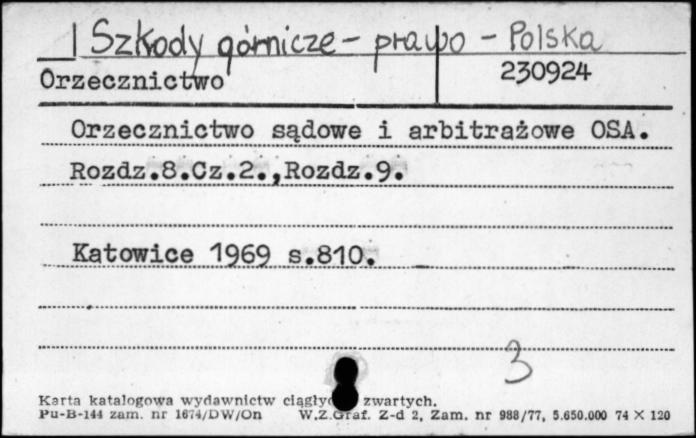 Szkody górnicze - prawo - Polska
Orzecznictwo 230924
Orzecznictwo sądowe i arbitrażowe OSA.
Rozdz.8.Cz.2.,Rozdz.9.
Katowice 1969 s.810.
3
Karta katalogowa wydawnictw zwartych.
Pu-B-144 zam. nr 1674/DW/On W.Z.Graf. Z-d 2, Zam. nr 988/77, 5.650.000 74 X 120